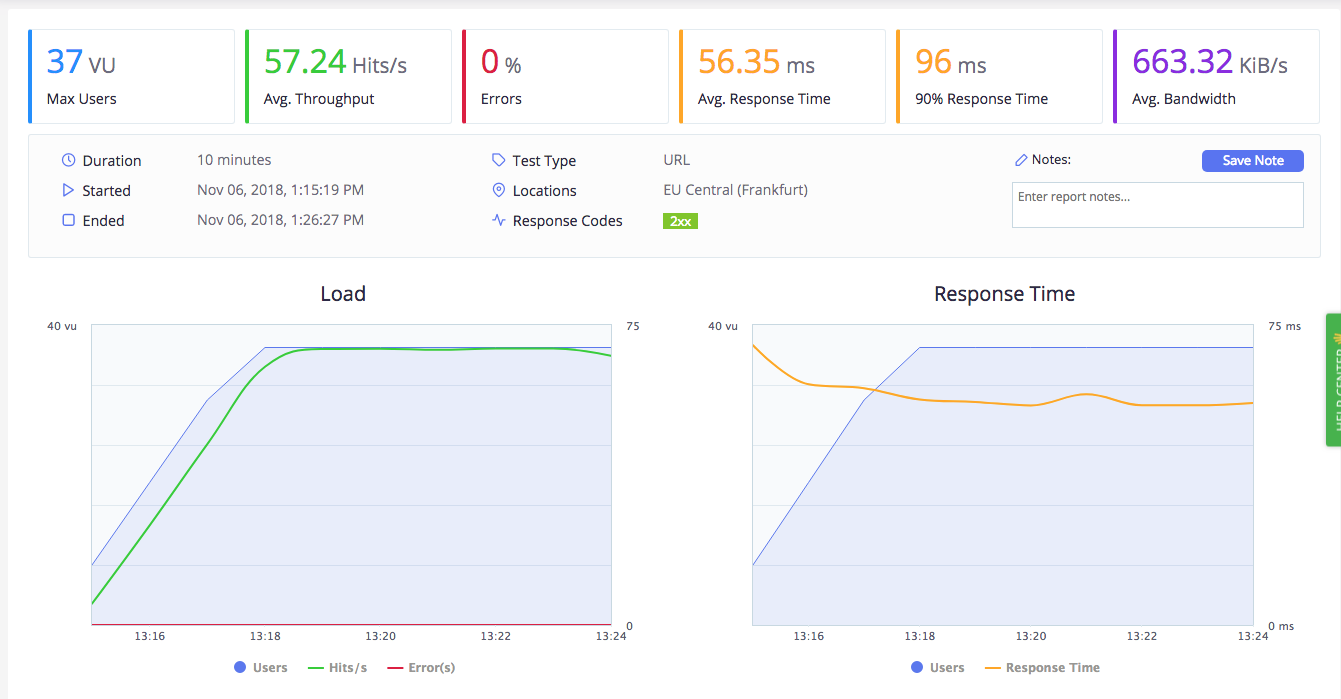 37 VU
Max Users
57.24 Hits/s
Avg. Throughput
0 %
Errors
56.35 ms
Avg. Response Time
96 ms
90% Response Time
663.32 KiB/s
Avg. Bandwidth
Duration 10 minutes
Started Nov 06, 2018, 1:15:19 PM
Ended Nov 06, 2018, 1:26:27 PM
Test Type URL
Locations EU Central (Frankfurt)
Response Codes 2xx
Notes: Save Note
Enter report notes...
Load
40 vu 75
0
13:16 13:18 13:20 13:22 13:24
Users Hits/s Error(s)
Response Time
40 vu 75 ms
0 ms
13:16 13:18 13:20 13:22 13:24
Users Response Time
HELP CENTER